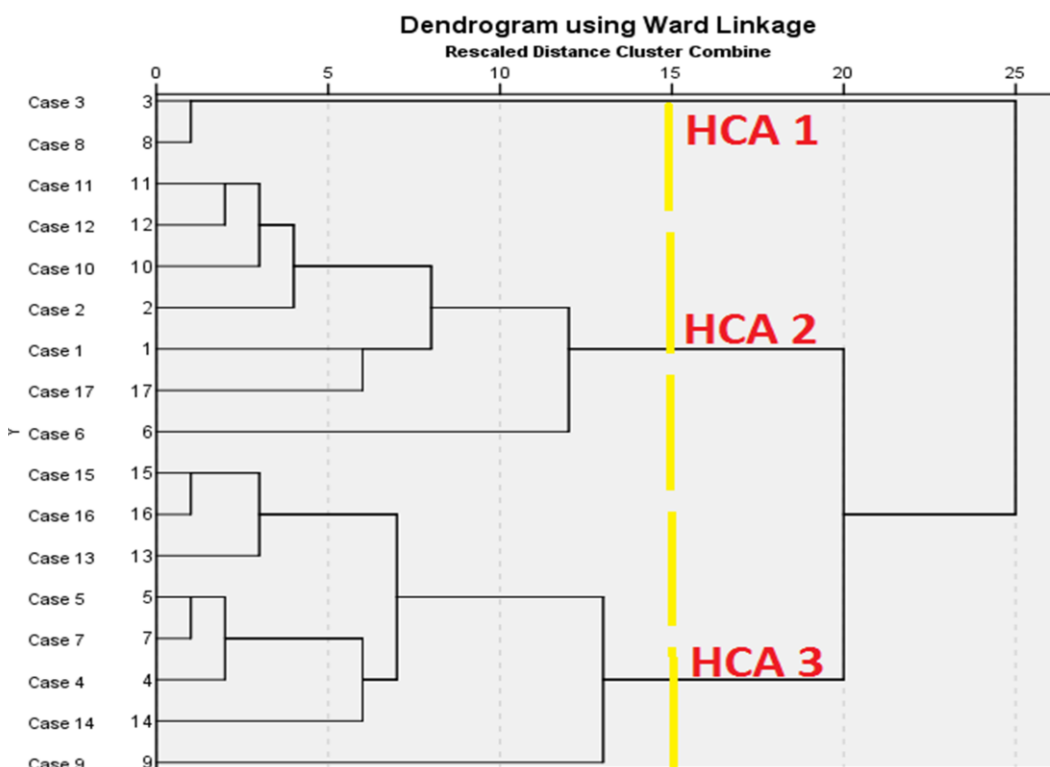 Dendrogram using Ward Linkage
Rescaled Distance Cluster Combine
0 5 10 15 20 25
Case 3 3
HCA 1
Case 8 8
Case 11 11
Case 12 12
Case 10 10
Case 2 2
HCA 2
Case 1 1
Case 17 17
Y
Case 6 6
Case 15 15
Case 16 16
Case 13 13
Case 5 5
Case 7 7
HCA 3
Case 4 4
Case 14 14
Case 9 9